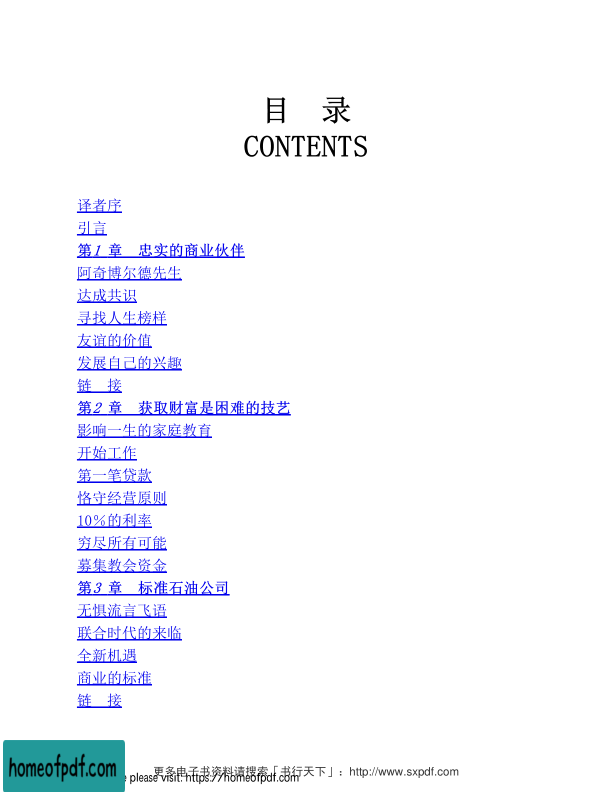 目 录
CONTENTS
译者序
引言
第1 章 忠实的商业伙伴
阿奇博尔德先生
达成共识
寻找人生榜样
友谊的价值
发展自己的兴趣
链 接
第2 章 获取财富是困难的技艺
影响一生的家庭教育
开始工作
第一笔贷款
恪守经营原则
10%的利率
穷尽所有可能
募集教会资金
第3 章 标准石油公司
无惧流言飞语
联合时代的来临
全新机遇
商业的标准
链 接
更多电子书资料请搜索「书行天下」：http://www.sxpdf.com
homeofpdf.com
please visit: https://homeofpdf.com